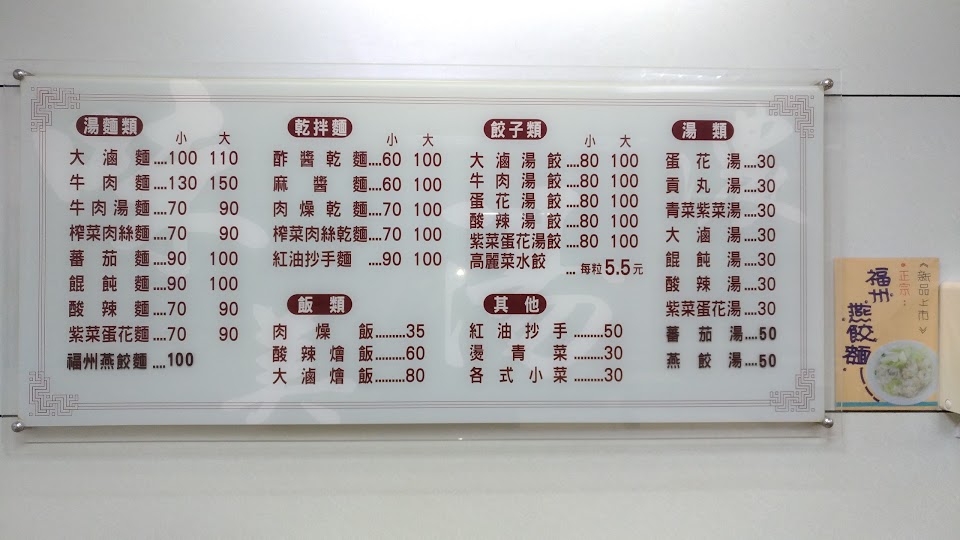 湯麵類
小 大
大滷麵....100 110
牛肉麵....130 150
牛肉湯麵....70 90
榨菜肉絲麵....70 90
蕃茄麵....90 100
餛飩麵....90 100
酸辣麵....70 90
紫菜蛋花麵....70 90
福州燕餃麵....100
乾拌麵
小 大
酢醬乾麵....60 100
麻醬麵....60 100
肉燥乾麵....70 100
榨菜肉絲乾麵....70 100
紅油抄手麵....90 100
飯類
肉燥飯........35
酸辣燴飯........60
大滷燴飯........80
餃子類
小 大
大滷湯餃....80 100
牛肉湯餃....80 100
蛋花湯餃....80 100
酸辣湯餃....80 100
紫菜蛋花湯餃....80 100
高麗菜水餃 ... 每粒5.5元
其他
紅油抄手........50
燙青菜........30
各式小菜........30
湯類
蛋花湯....30
貢丸湯....30
青菜紫菜湯....30
大滷湯....30
餛飩湯....30
酸辣湯....30
紫菜蛋花湯....30
蕃茄湯....50
燕餃湯....50
品上市
正宗:
福州
燕餃麵